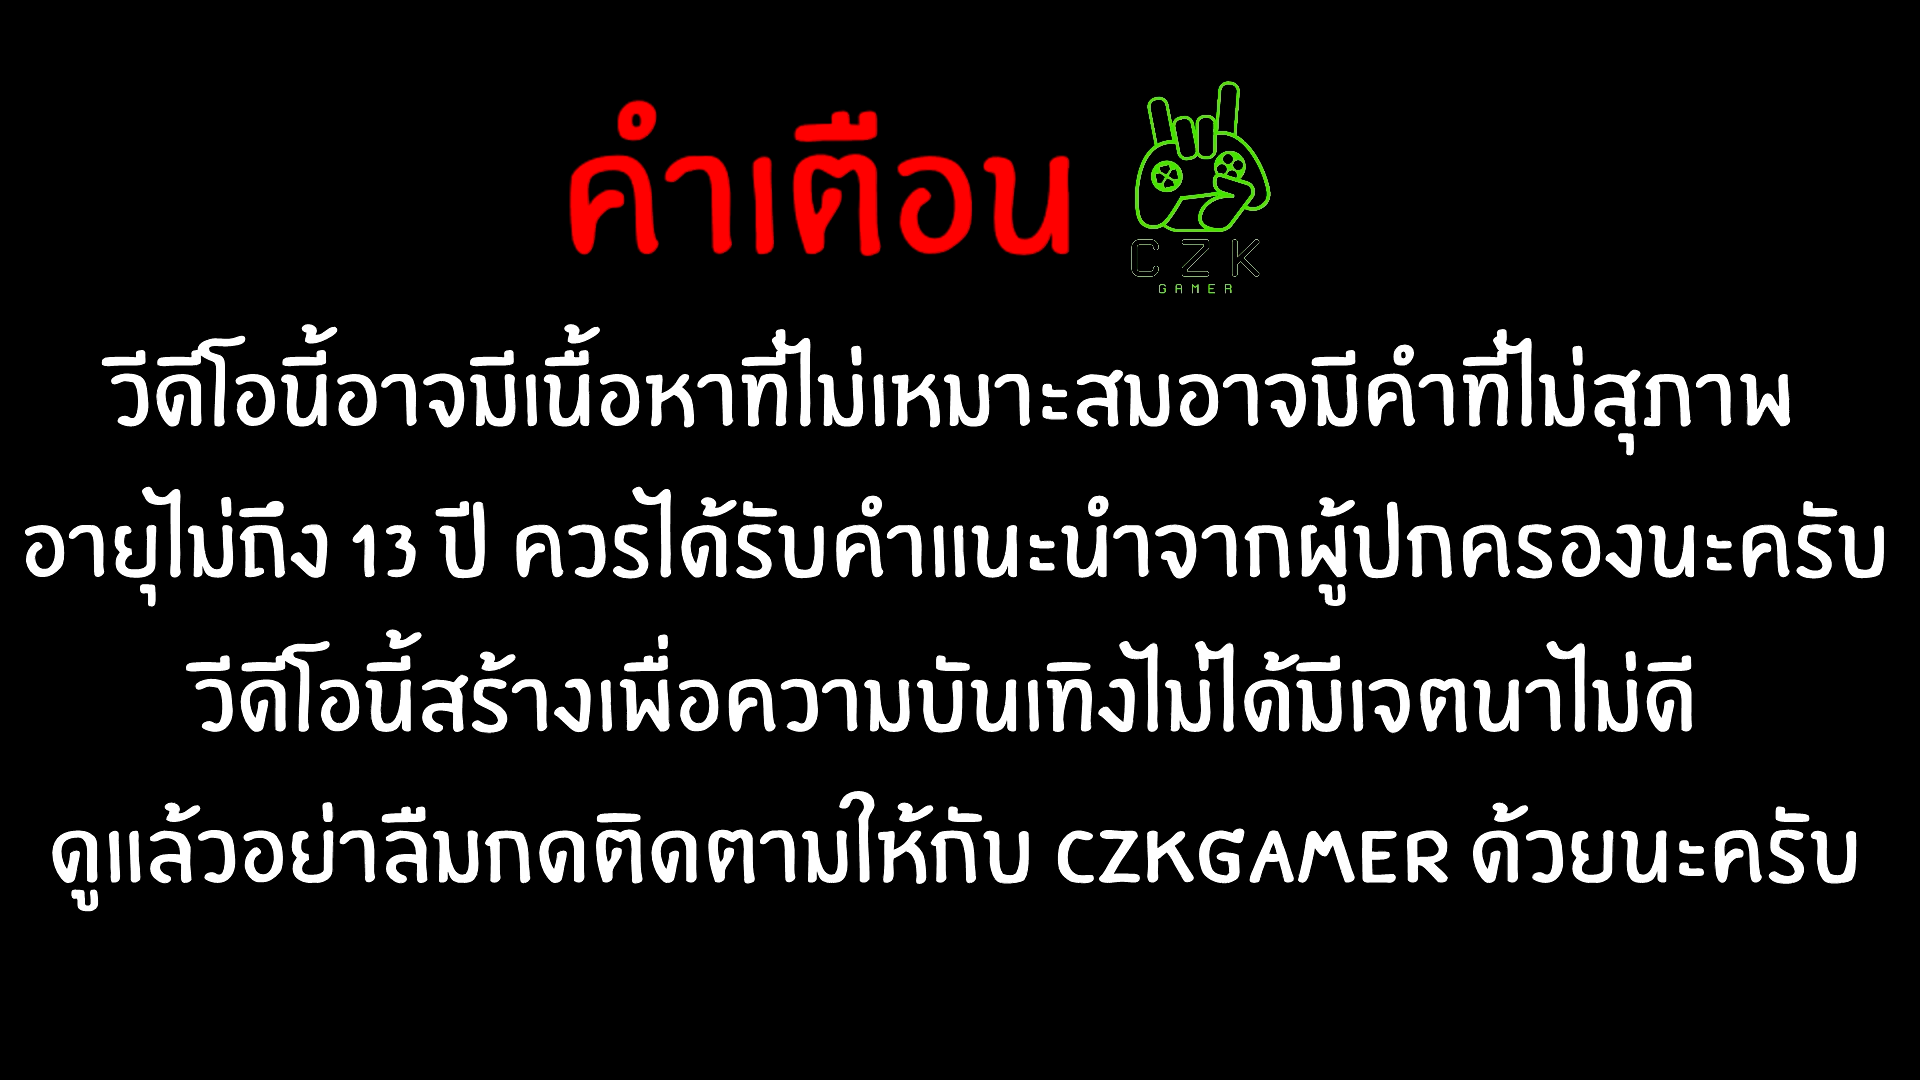 คำเตือน
CZK
GAMER
วีดีโอนี้อาจมีเนื้อหาที่ไม่เหมาะสมอาจมีคำที่ไม่สุภาพ
อายุไม่ถึง 13 ปี ควรได้รับคำแนะนำจากผู้ปกครองนะครับ
วีดีโอนี้สร้างเพื่อความบันเทิงไม่ได้มีเจตนาไม่ดี
ดูแล้วอย่าลืมกดติดตามให้กับ CZKGAMER ด้วยนะครับ